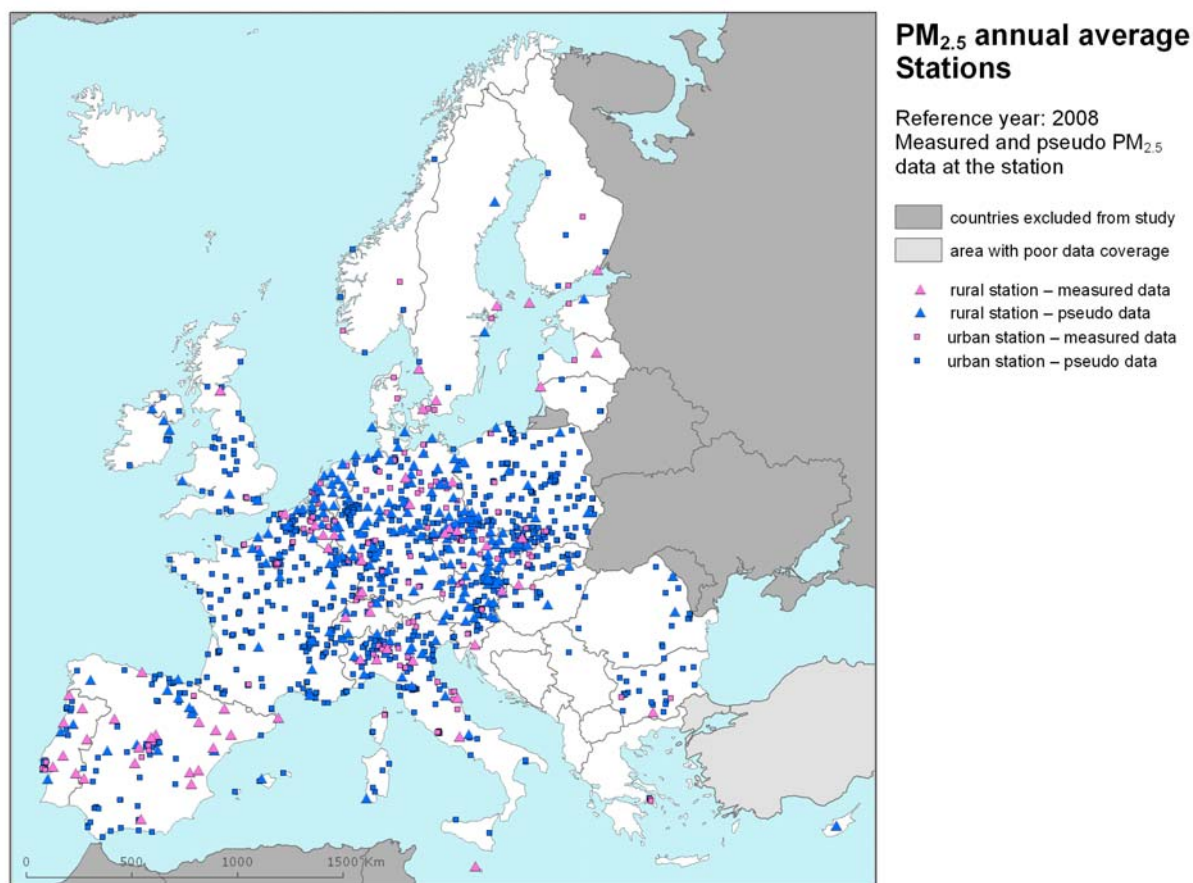 PM2.5 annual average
Stations
Reference year: 2008
Measured and pseudo PM2.5
data at the station
countries excluded from study
area with poor data coverage
rural station – measured data
rural station – pseudo data
urban station – measured data
urban station – pseudo data
0 500 1000 1500 Km